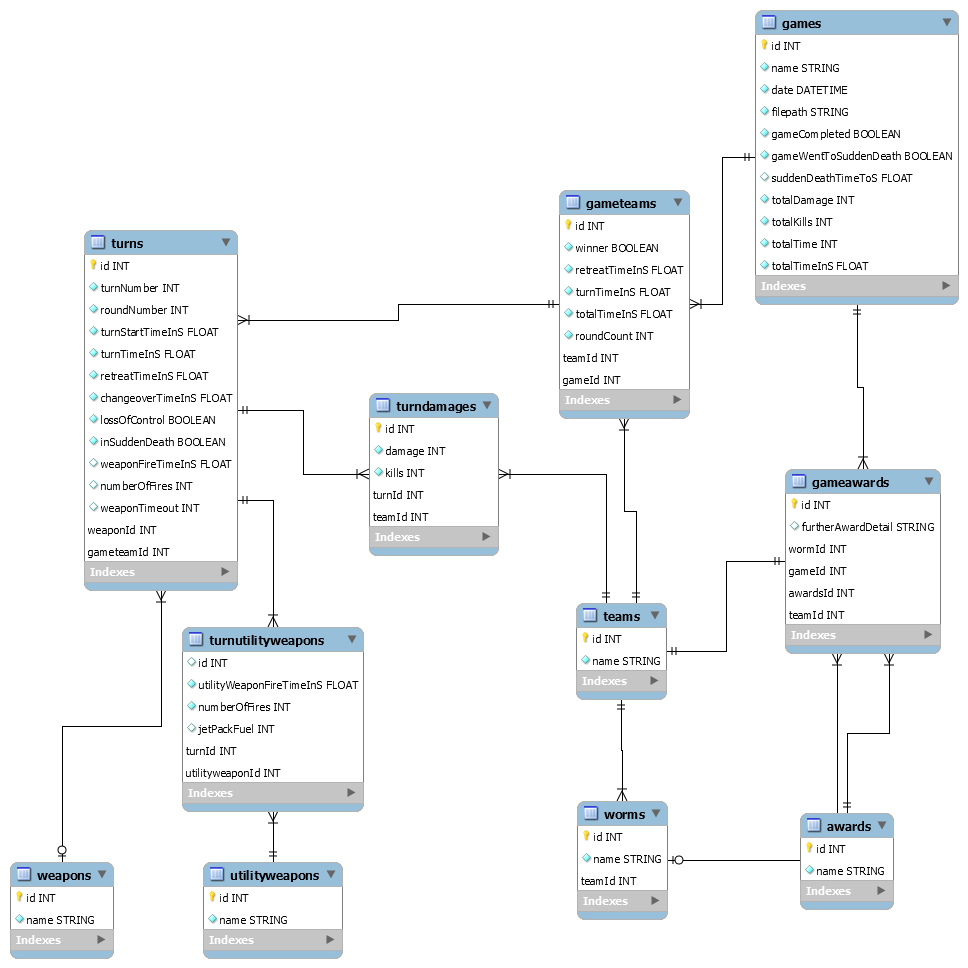 games
id INT
name STRING
date DATETIME
filepath STRING
gameCompleted BOOLEAN
gameWentToSuddenDeath BOOLEAN
suddenDeathTimeToS FLOAT
totalDamage INT
totalKills INT
totalTime INT
totalTimeInS FLOAT
Indexes
gameteams
id INT
winner BOOLEAN
retreatTimeInS FLOAT
turnTimeInS FLOAT
totalTimeInS FLOAT
roundCount INT
teamId INT
gameId INT
Indexes
turns
id INT
turnNumber INT
roundNumber INT
turnStartTimeInS FLOAT
turnTimeInS FLOAT
retreatTimeInS FLOAT
changeoverTimeInS FLOAT
lossOfControl BOOLEAN
inSuddenDeath BOOLEAN
weaponFireTimeInS FLOAT
numberOfFires INT
weaponTimeout INT
weaponId INT
gameteamId INT
Indexes
turndamages
id INT
damage INT
kills INT
turnId INT
teamId INT
Indexes
gameawards
id INT
furtherAwardDetail STRING
wormId INT
gameId INT
awardsId INT
teamId INT
Indexes
teams
id INT
name STRING
Indexes
turnutilityweapons
id INT
utilityWeaponFireTimeInS FLOAT
numberOfFires INT
jetPackFuel INT
turnId INT
utilityweaponId INT
Indexes
worms
id INT
name STRING
teamId INT
Indexes
awards
id INT
name STRING
Indexes
weapons
id INT
name STRING
Indexes
utilityweapons
id INT
name STRING
Indexes